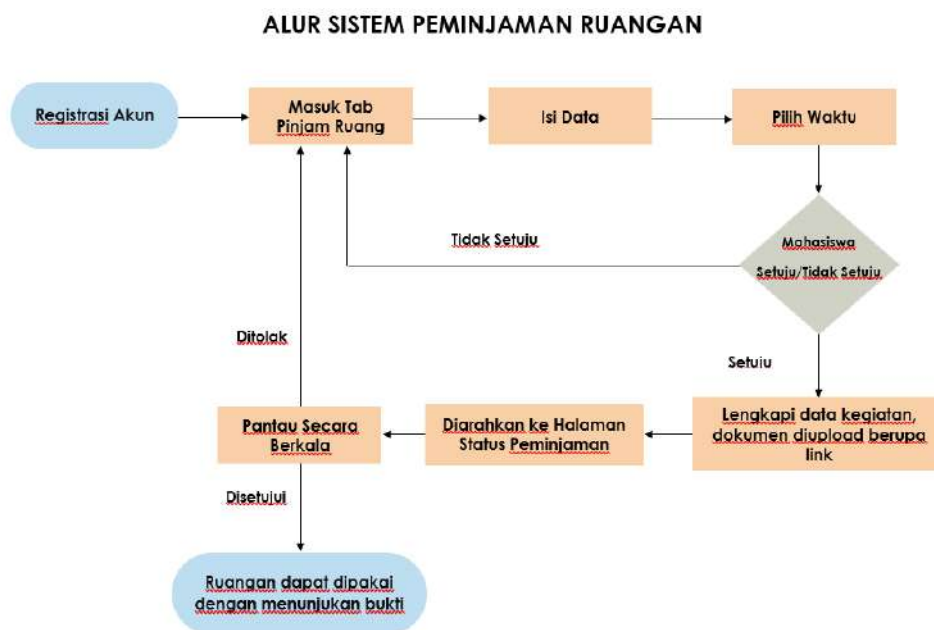 ALUR SISTEM PEMINJAMAN RUANGAN
Registrasi Akun
Masuk Tab
Pinjam Ruang
Isi Data
Pilih Waktu
Mahasiswa
Setuju/Tidak Setuju
Tidak Setuju
Setuju
Lengkapi data kegiatan,
dokumen diupload berupa
link
Diarahkan ke Halaman
Status Peminjaman
Pantau Secara
Berkala
Ditolak
Disetujui
Ruangan dapat dipakai
dengan menunjukan bukti